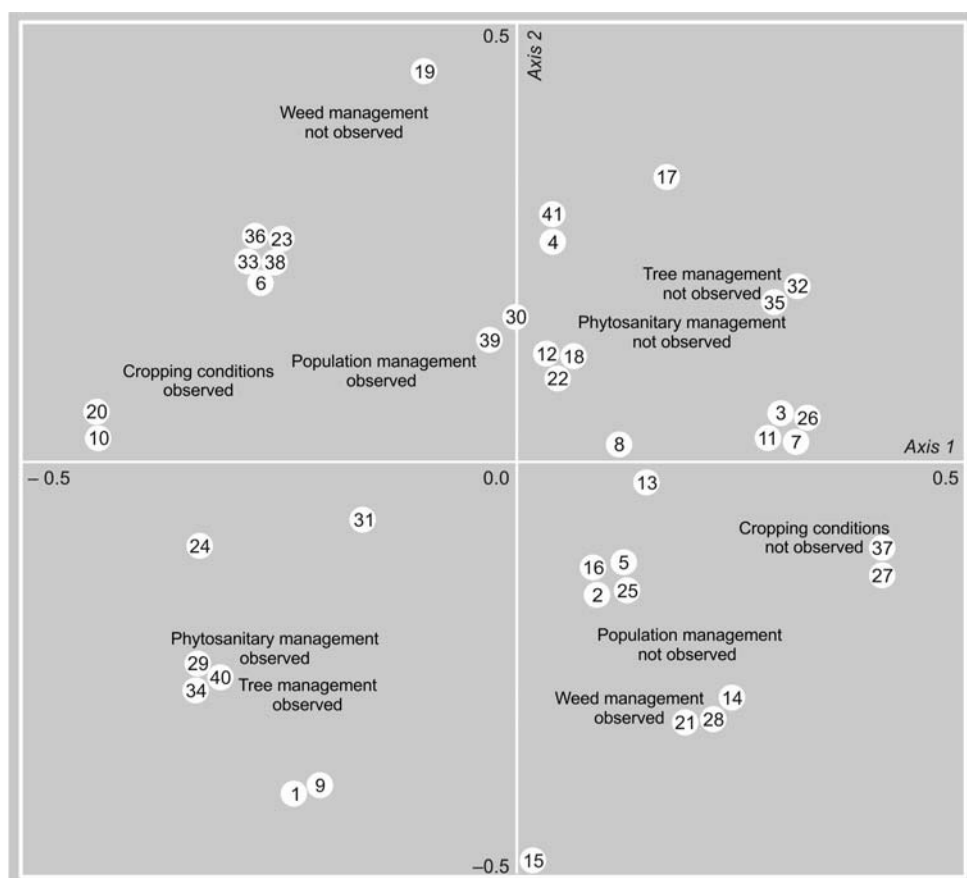 0.5
Axis 2
19
Weed management
not observed
17
41
4
36 23
33 38
6
Tree management
not observed
32
35
30
Phytosanitary management
not observed
39
Population management
observed
12 18
22
Cropping conditions
observed
20
10
3 26
11 7
8
Axis 1
– 0.5
0.0
0.5
13
31
24
Cropping conditions
not observed
37
27
16 5
2 25
Phytosanitary management
observed
29
40
34
Tree management
observed
Population management
not observed
Weed management
observed
14
21 28
1 9
15
–0.5